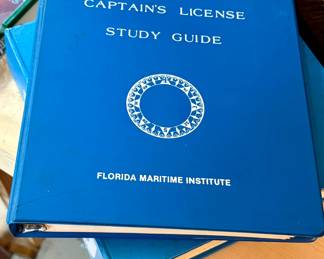 CAPTAIN'S LICENSE
STUDY GUIDE
FLORIDA MARITIME INSTITUTE